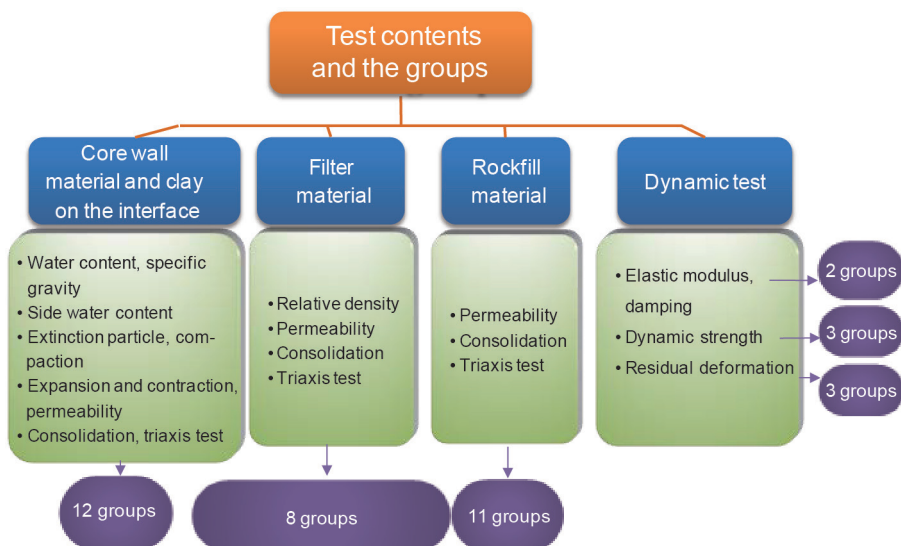 Test contents
and the groups
Core wall
material and clay
on the interface
• Water content, specific
gravity
• Side water content
• Extinction particle, com-
paction
• Expansion and contraction,
permeability
• Consolidation, triaxis test
12 groups
Filter
material
• Relative density
• Permeability
• Consolidation
• Triaxis test
8 groups
Rockfill
material
• Permeability
• Consolidation
• Triaxis test
11 groups
Dynamic test
• Elastic modulus,
damping
• Dynamic strength
• Residual deformation
2 groups
3 groups
3 groups